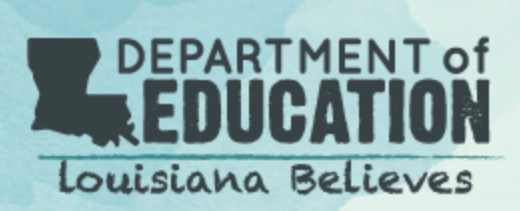 DEPARTMENT of
EDUCATION
Louisiana Believes